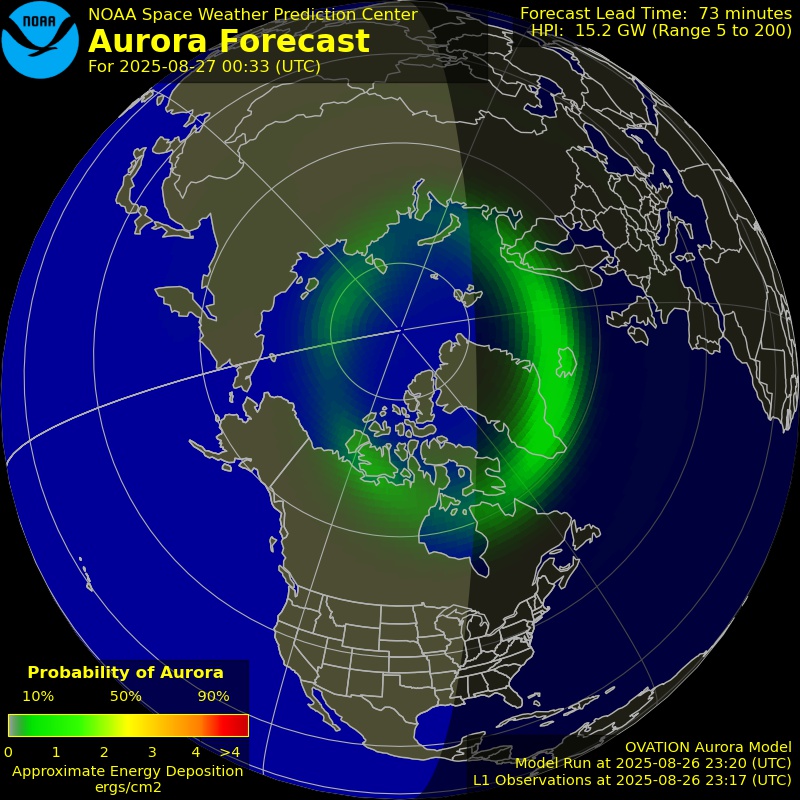 NOAA
NOAA Space Weather Prediction Center
Aurora Forecast
For 2025-08-27 00:33 (UTC)
Forecast Lead Time: 73 minutes
HPI: 15.2 GW (Range 5 to 200)
Probability of Aurora
10% 50% 90%
0 1 2 3 4 >4
Approximate Energy Deposition
ergs/cm2
OVATION Aurora Model
Model Run at 2025-08-26 23:20 (UTC)
L1 Observations at 2025-08-26 23:17 (UTC)